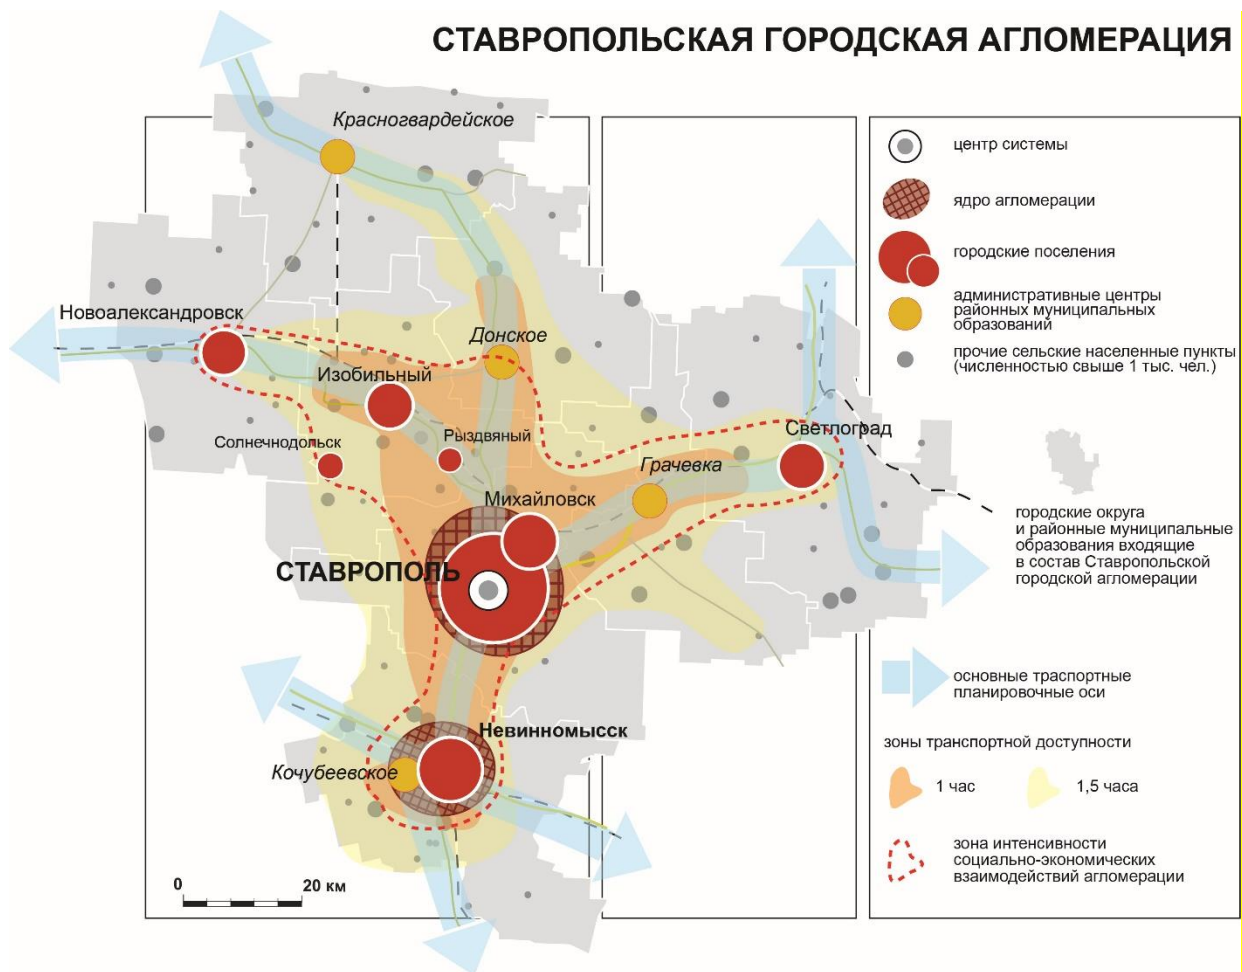 СТАВРОПОЛЬСКАЯ ГОРОДСКАЯ АГЛОМЕРАЦИЯ
Красногвардейское
Новоалександровск
Донское
Изобильный
Солнечнодольск
Рыздвяный
Светлоград
Грачевка
Михайловск
СТАВРОПОЛЬ
Невинномысск
Кочубеевское
0
20 км
центр системы
ядро агломерации
городские поселения
административные центры
районных муниципальных
образований
прочие сельские населенные пункты
(численностью свыше 1 тыс. чел.)
городские округа
и районные муниципальные
образования входящие
в состав Ставропольской
городской агломерации
основные траспортные
планировочные оси
зоны транспортной доступности
1 час
1,5 часа
зона интенсивности
социально-экономических
взаимодействий агломерации